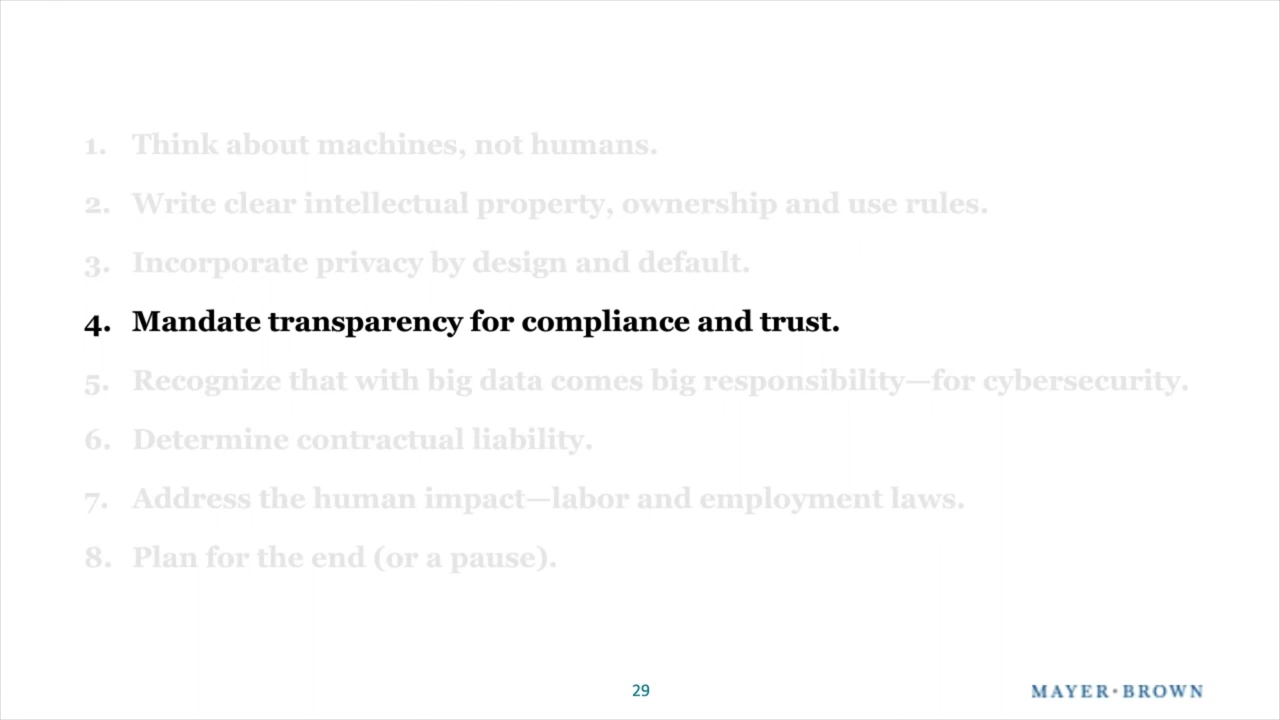 1. Think about machines, not humans.
2. Write clear intellectual property, ownership and use rules.
3. Incorporate privacy by design and default.
4. Mandate transparency for compliance and trust.
5. Recognize that with big data comes big responsibility—for cybersecurity.
6. Determine contractual liability.
7. Address the human impact—labor and employment laws.
8. Plan for the end (or a pause).
29
MAYER·BROWN